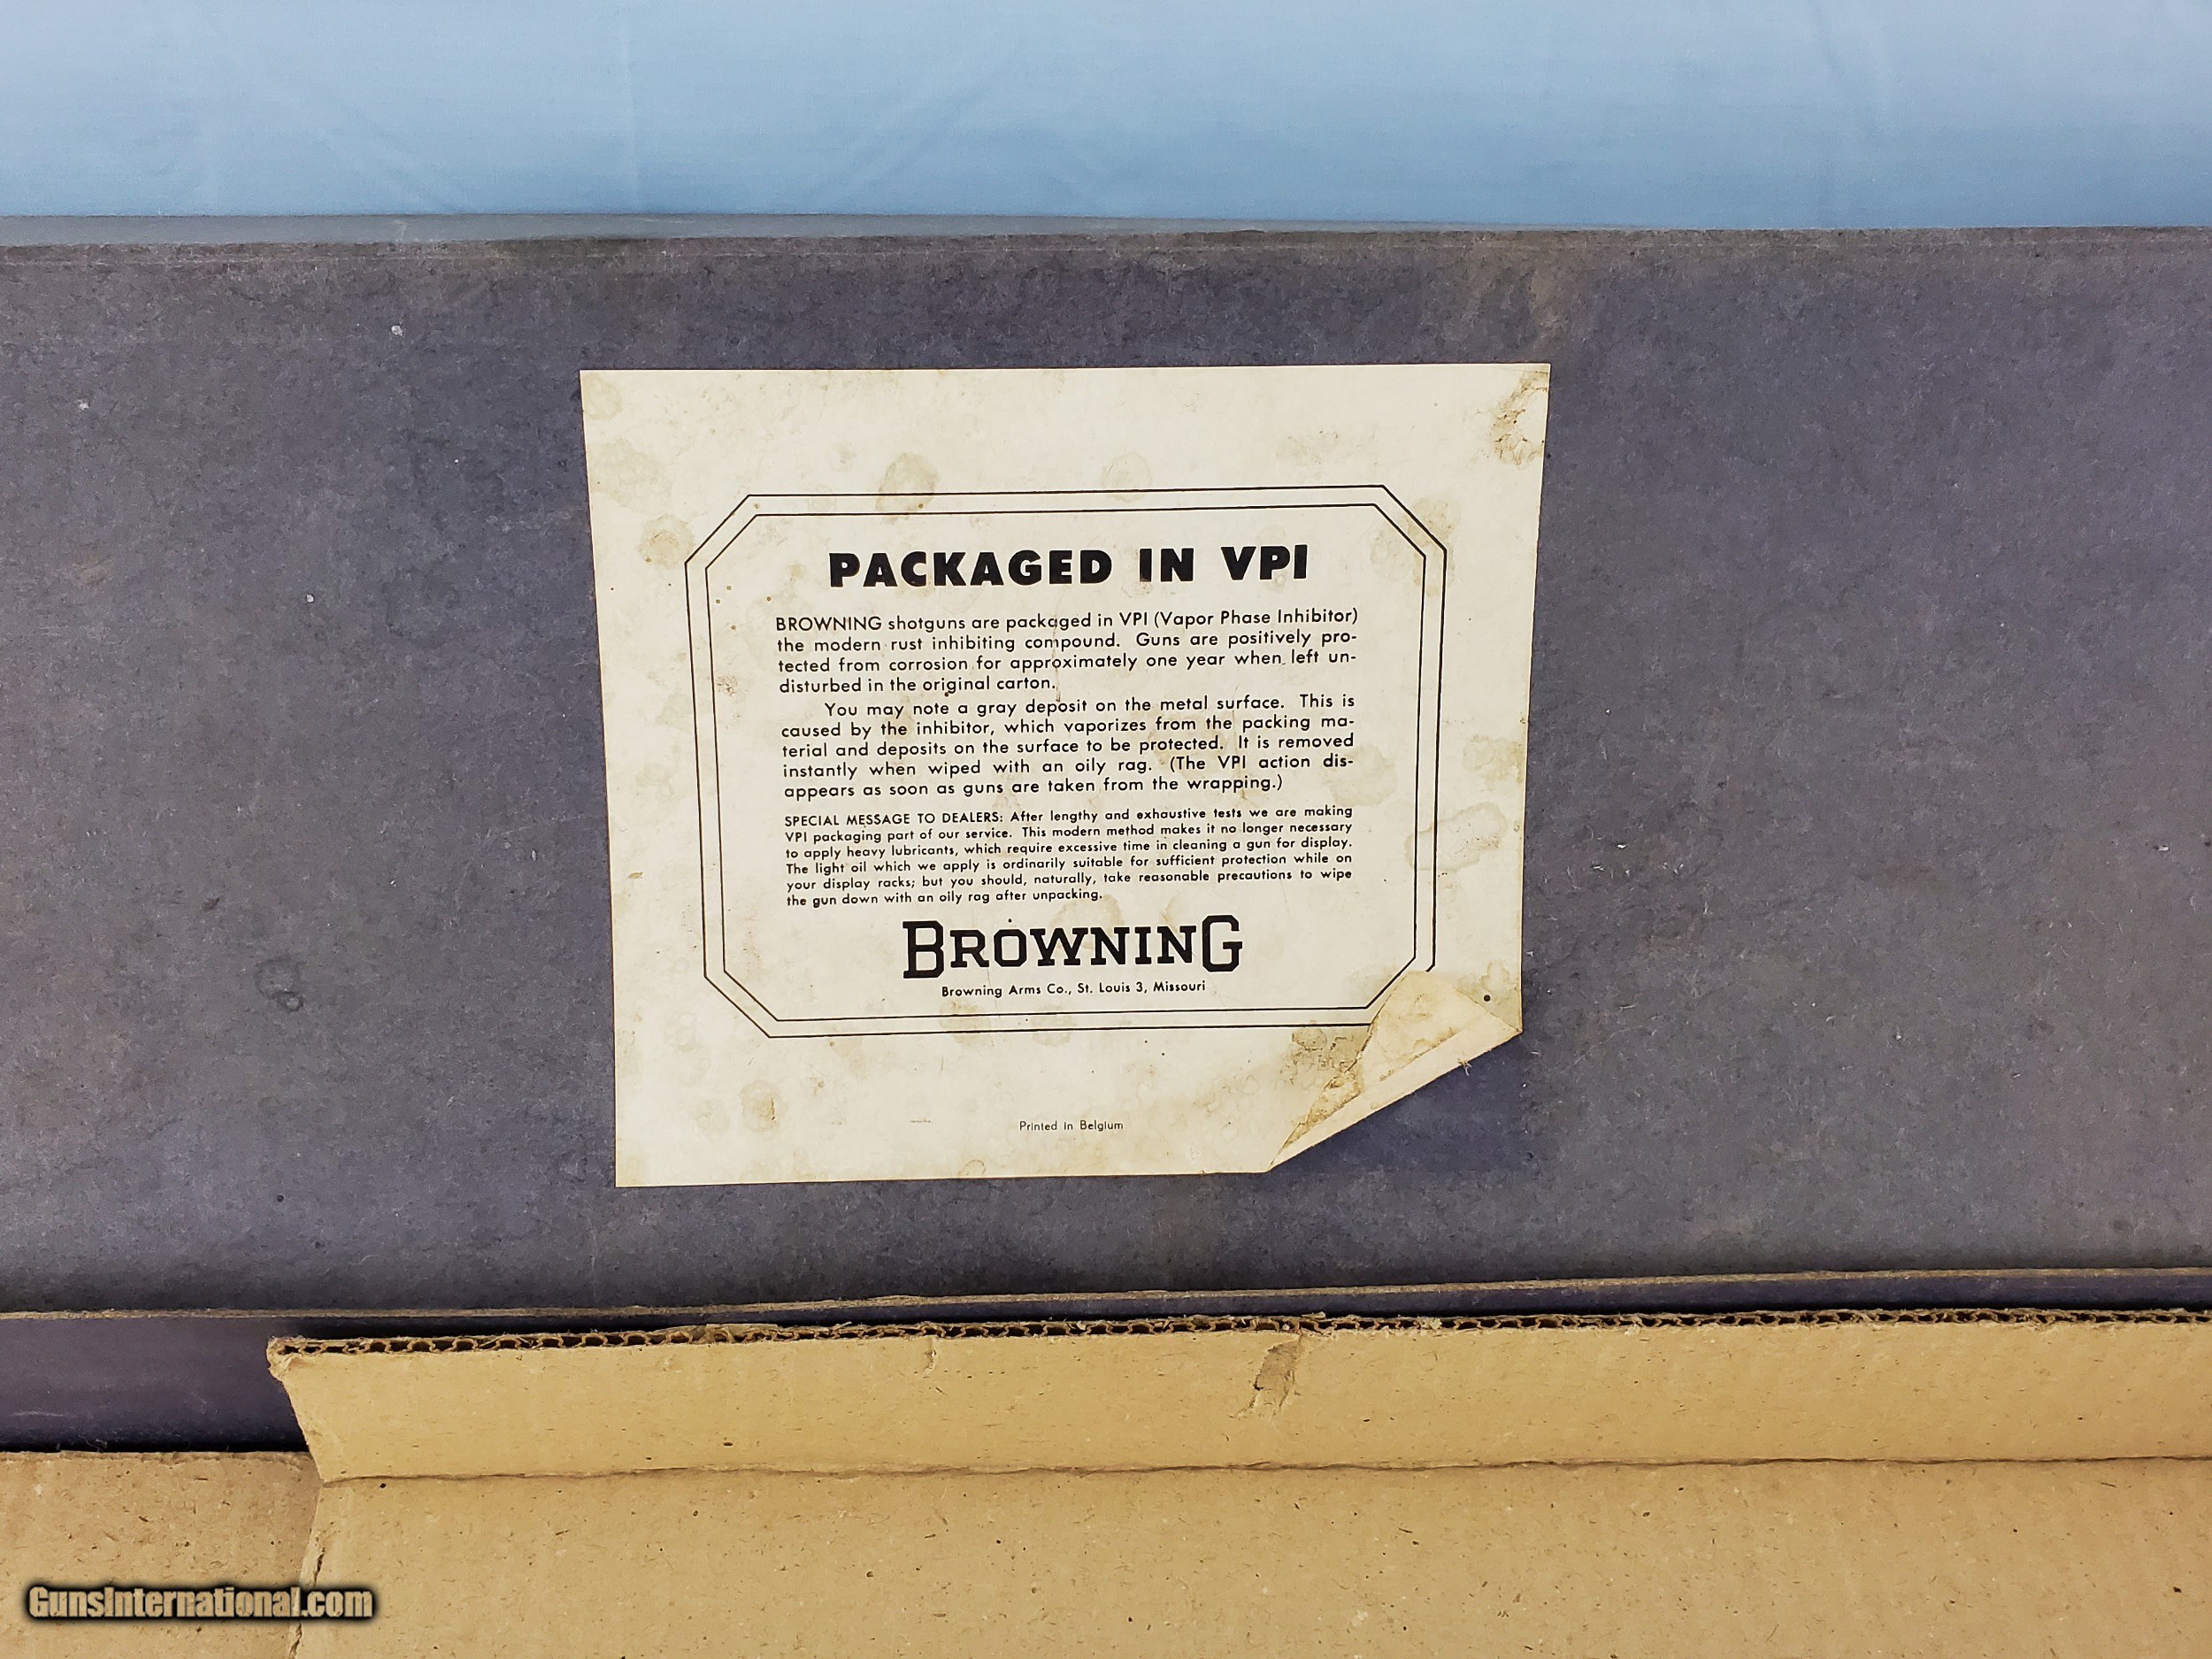 PACKAGED IN VPI
BROWNING shotguns are packaged in VPI (Vapor Phase Inhibitor)
the modern rust inhibiting compound. Guns are positively pro-
tected from corrosion for approximately one year when left un-
disturbed in the original carton.
You may note a gray deposit on the metal surface. This is
caused by the inhibitor, which vaporizes from the packing ma-
terial and deposits on the surface to be protected. It is removed
instantly when wiped with an oily rag. (The VPI action dis-
appears as soon as guns are taken from the wrapping.)
SPECIAL MESSAGE TO DEALERS: After lengthy and exhaustive tests we are making
VPI packaging part of our service. This modern method makes it no longer necessary
to apply heavy lubricants, which require excessive time in cleaning a gun for display.
The light oil which we apply is ordinarily suitable for sufficient protection while on
your display racks; but you should, naturally, take reasonable precautions to wipe
the gun down with an oily rag after unpacking.
BROWNING
Browning Arms Co., St. Louis 3, Missouri
Printed in Belgium
GunsInternational.com